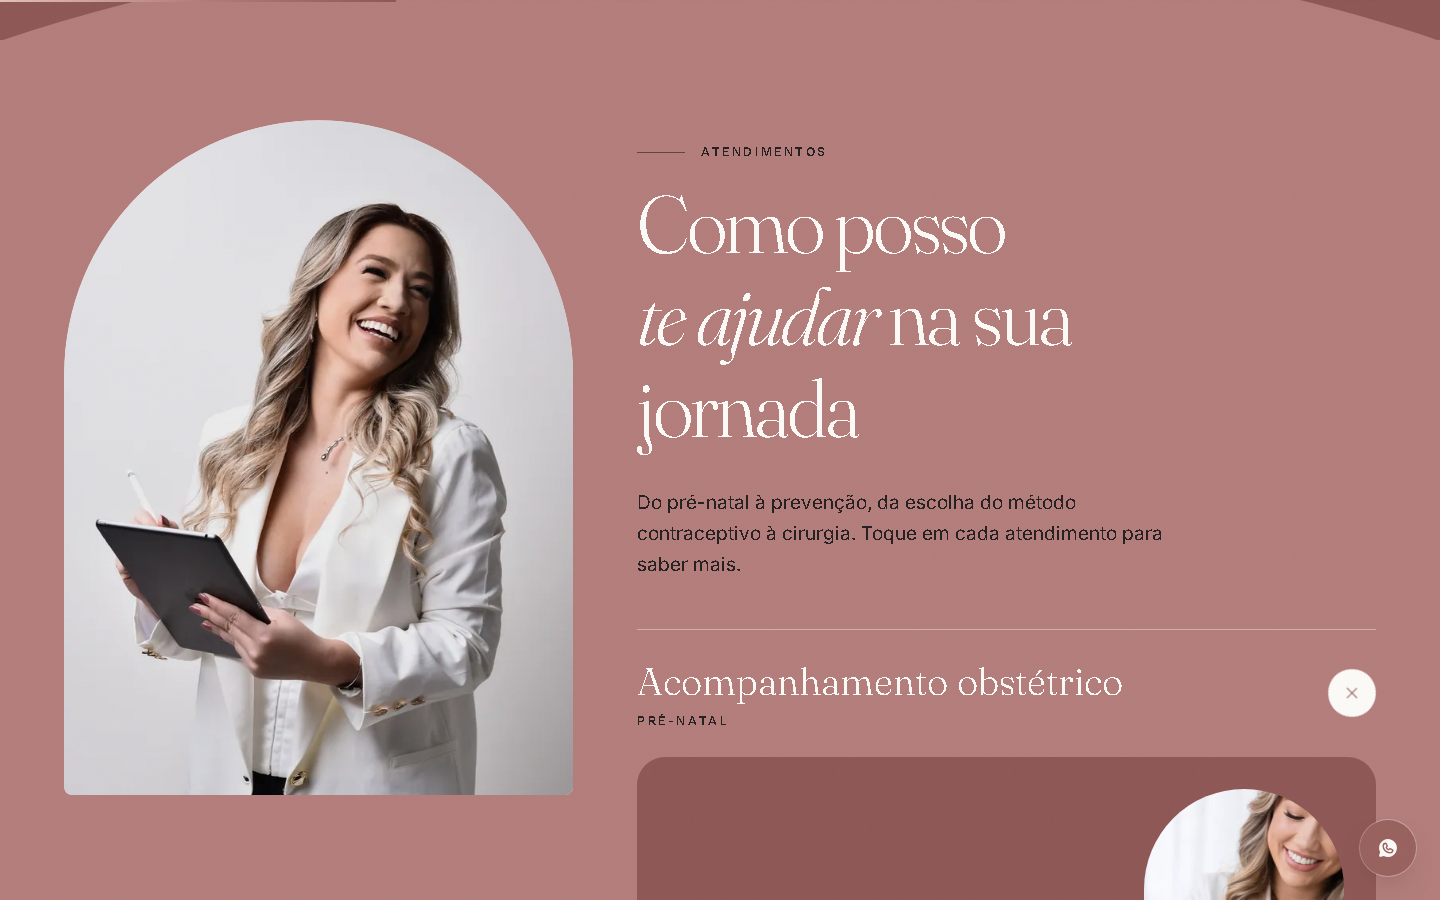 ATENDIMENTOS
Como posso
te ajudar na sua
jornada
Do pré-natal à prevenção, da escolha do método
contraceptivo à cirurgia. Toque em cada atendimento para
saber mais.
Acompanhamento obstétrico
PRÉ-NATAL